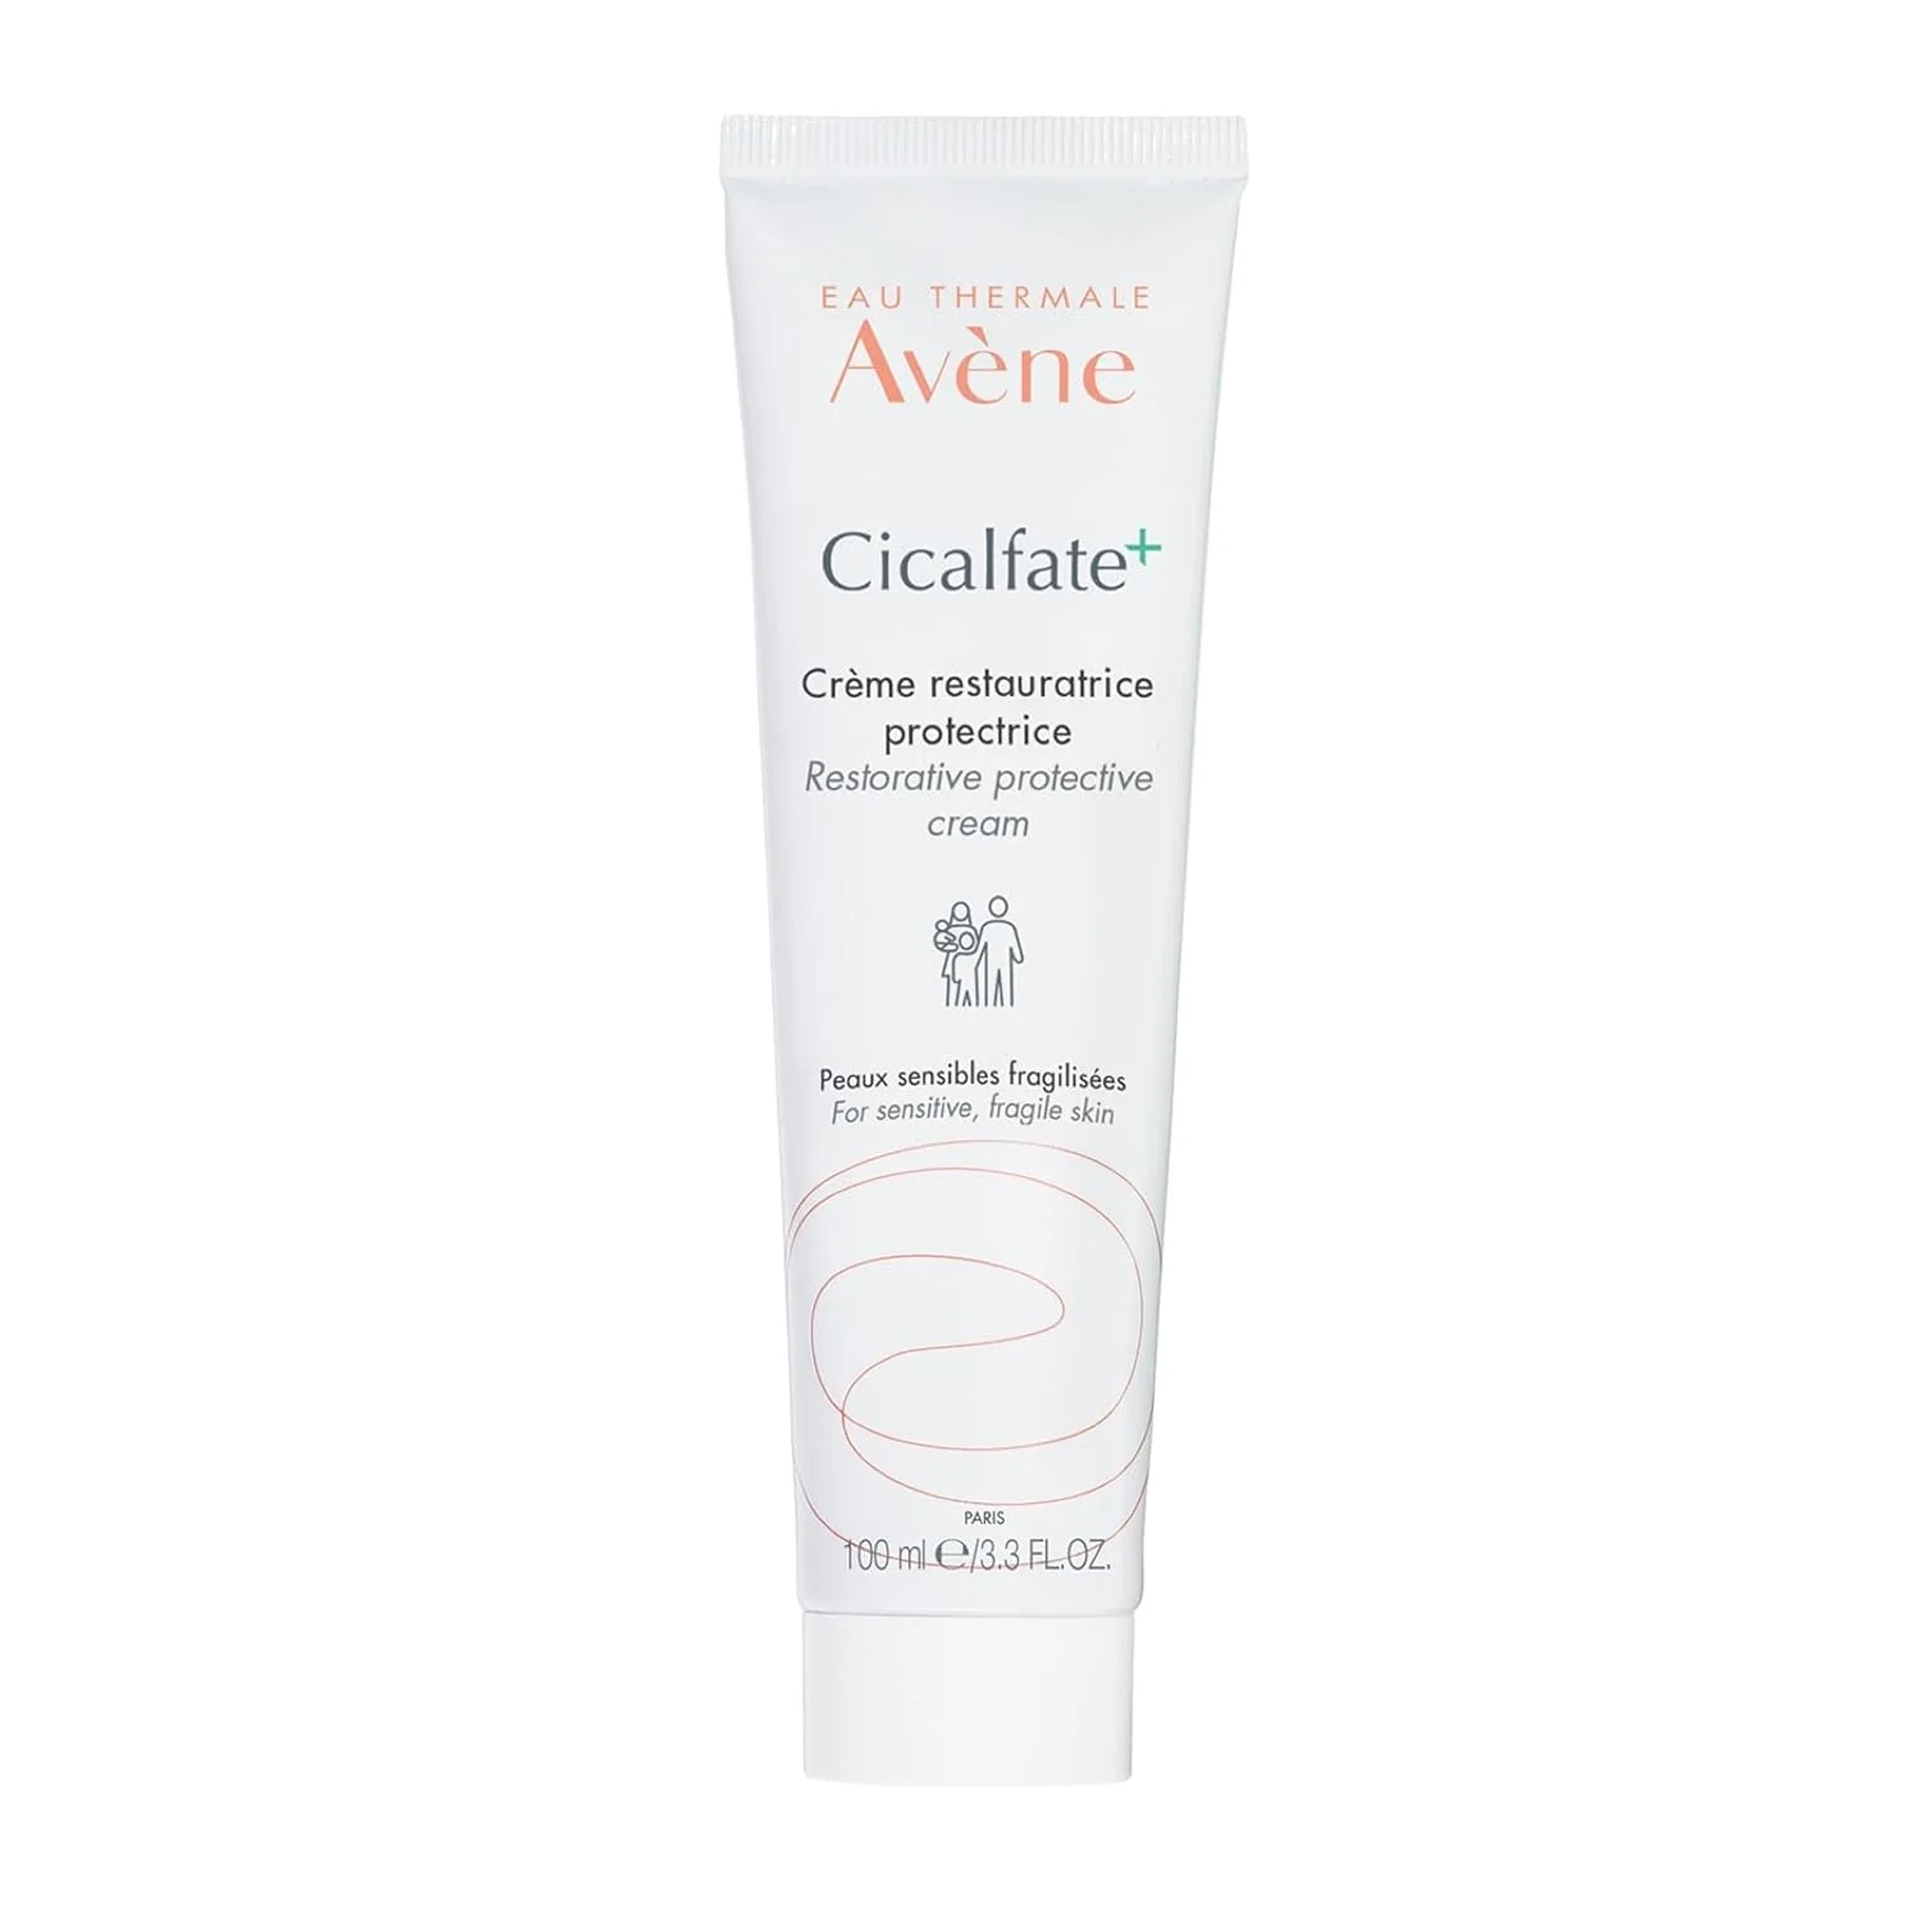 EAU THERMALE
Avène
Cicalfate+
Crème restauratrice
protectrice
Restorative protective
cream
Peaux sensibles fragilisées
For sensitive, fragile skin
PARIS
100 ml ℮/3.3 FL.OZ.